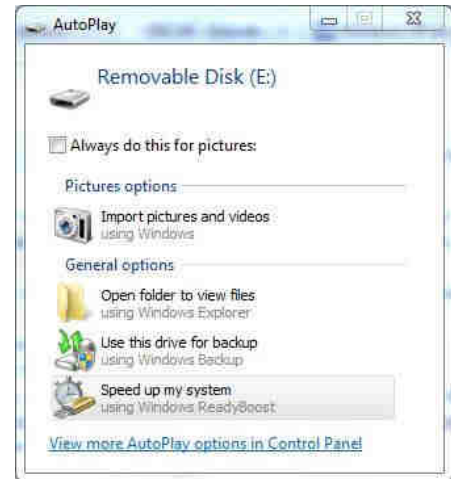 AutoPlay
Removable Disk (E:)
Always do this for pictures:
Pictures options
Import pictures and videos
using Windows
General options
Open folder to view files
using Windows Explorer
Use this drive for backup
using Windows Backup
Speed up my system
using Windows ReadyBoost
View more AutoPlay options in Control Panel